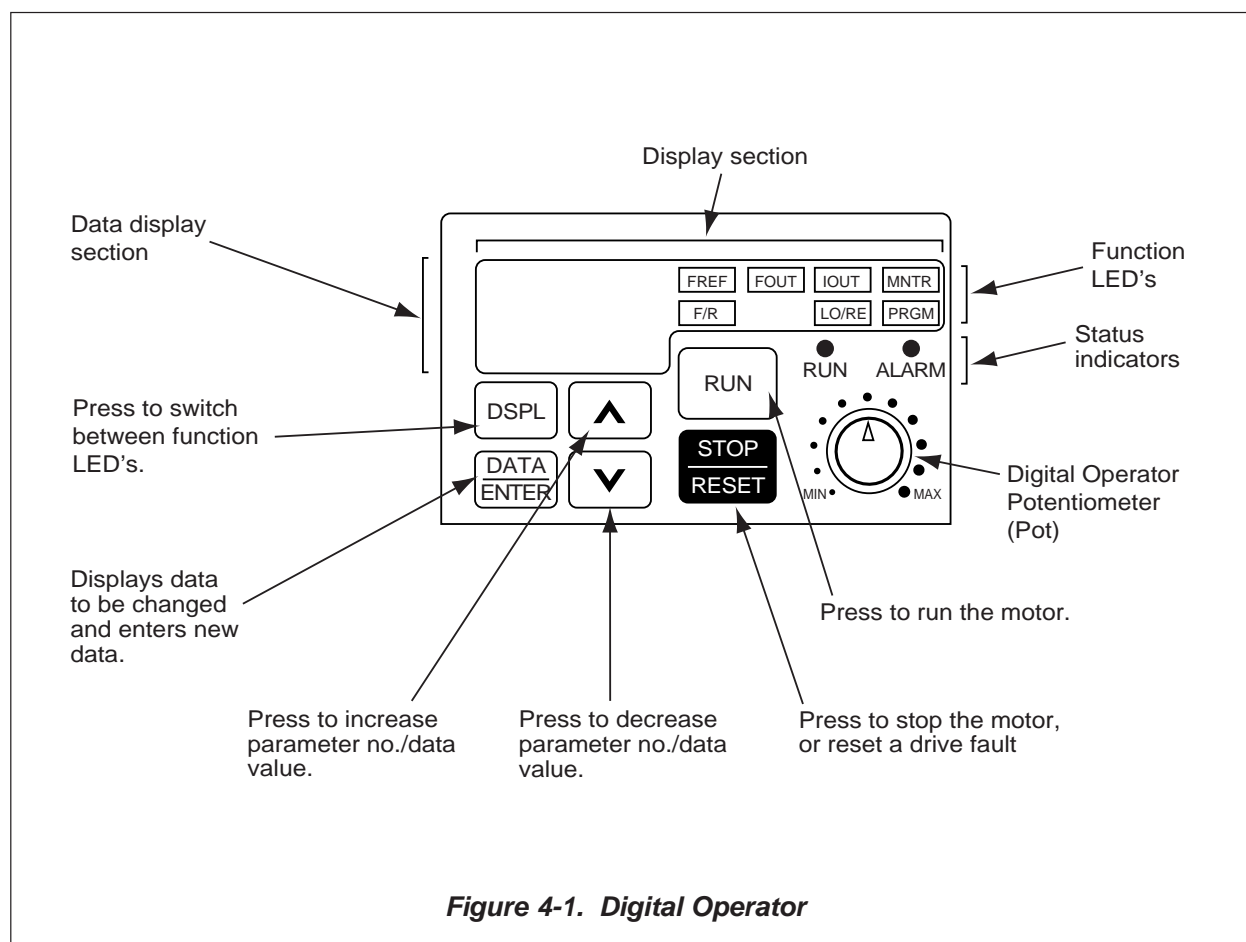 Display section
Data display
section
Function
LED's
FREF FOUT IOUT MNTR
F/R LO/RE PRGM
Status
indicators
RUN ALARM
Press to switch
between function
LED's.
DSPL
RUN
DATA
ENTER
STOP
RESET
MIN MAX
Digital Operator
Potentiometer
(Pot)
Displays data
to be changed
and enters new
data.
Press to run the motor.
Press to increase
parameter no./data
value.
Press to decrease
parameter no./data
value.
Press to stop the motor,
or reset a drive fault
Figure 4-1. Digital Operator